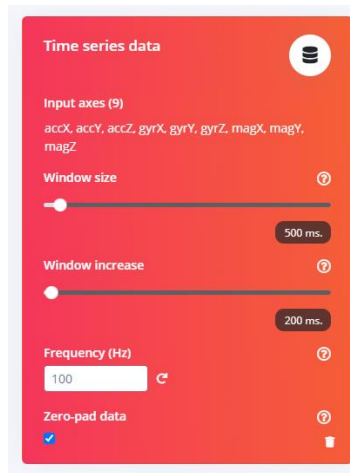 Time series data
Input axes (9)
accX, accY, accZ, gyrX, gyrY, gyrZ, magX, magY,
magZ
Window size
500 ms.
Window increase
200 ms.
Frequency (Hz)
100
Zero-pad data